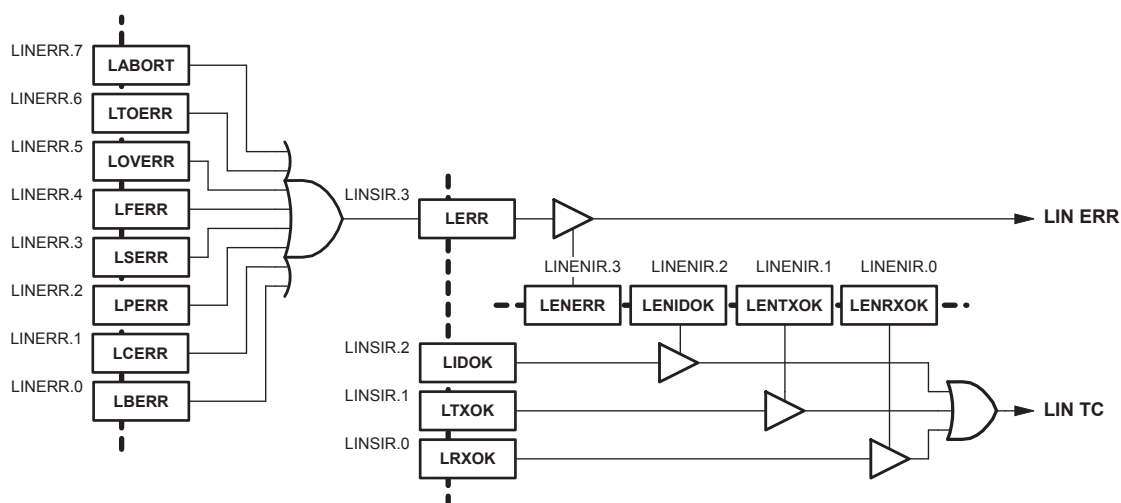 LINERR.7
LABORT
LINERR.6
LTOERR
LINERR.5
LOVERR
LINERR.4
LFERR
LINERR.3
LSERR
LINERR.2
LPERR
LINERR.1
LCERR
LINERR.0
LBERR
LINSIR.3
LERR
LIN ERR
LINENIR.3 LINENIR.2 LINENIR.1 LINENIR.0
LENERR LENIDOK LENTXOK LENRXOK
LINSIR.2
LIDOK
LINSIR.1
LTXOK
LIN TC
LINSIR.0
LRXOK